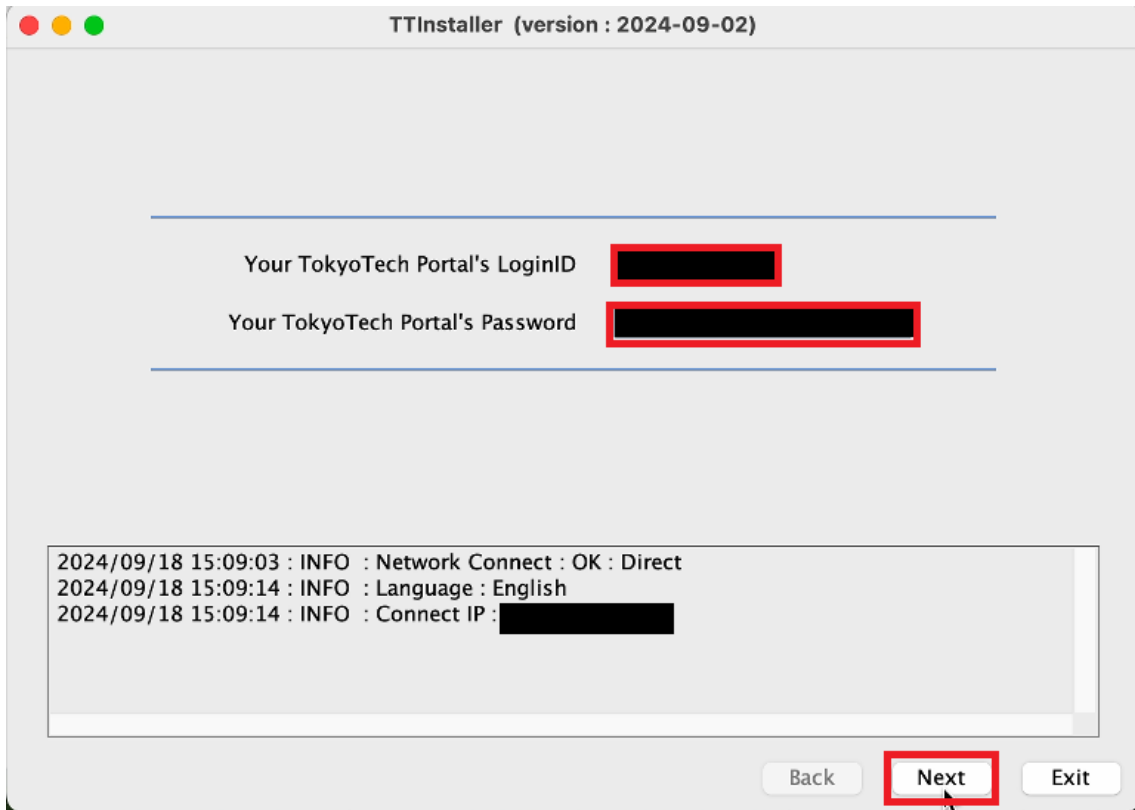 TTInstaller (version : 2024-09-02)
Your TokyoTech Portal's LoginID
Your TokyoTech Portal's Password
2024/09/18 15:09:03 : INFO : Network Connect : OK : Direct
2024/09/18 15:09:14 : INFO : Language : English
2024/09/18 15:09:14 : INFO : Connect IP :
Back Next Exit